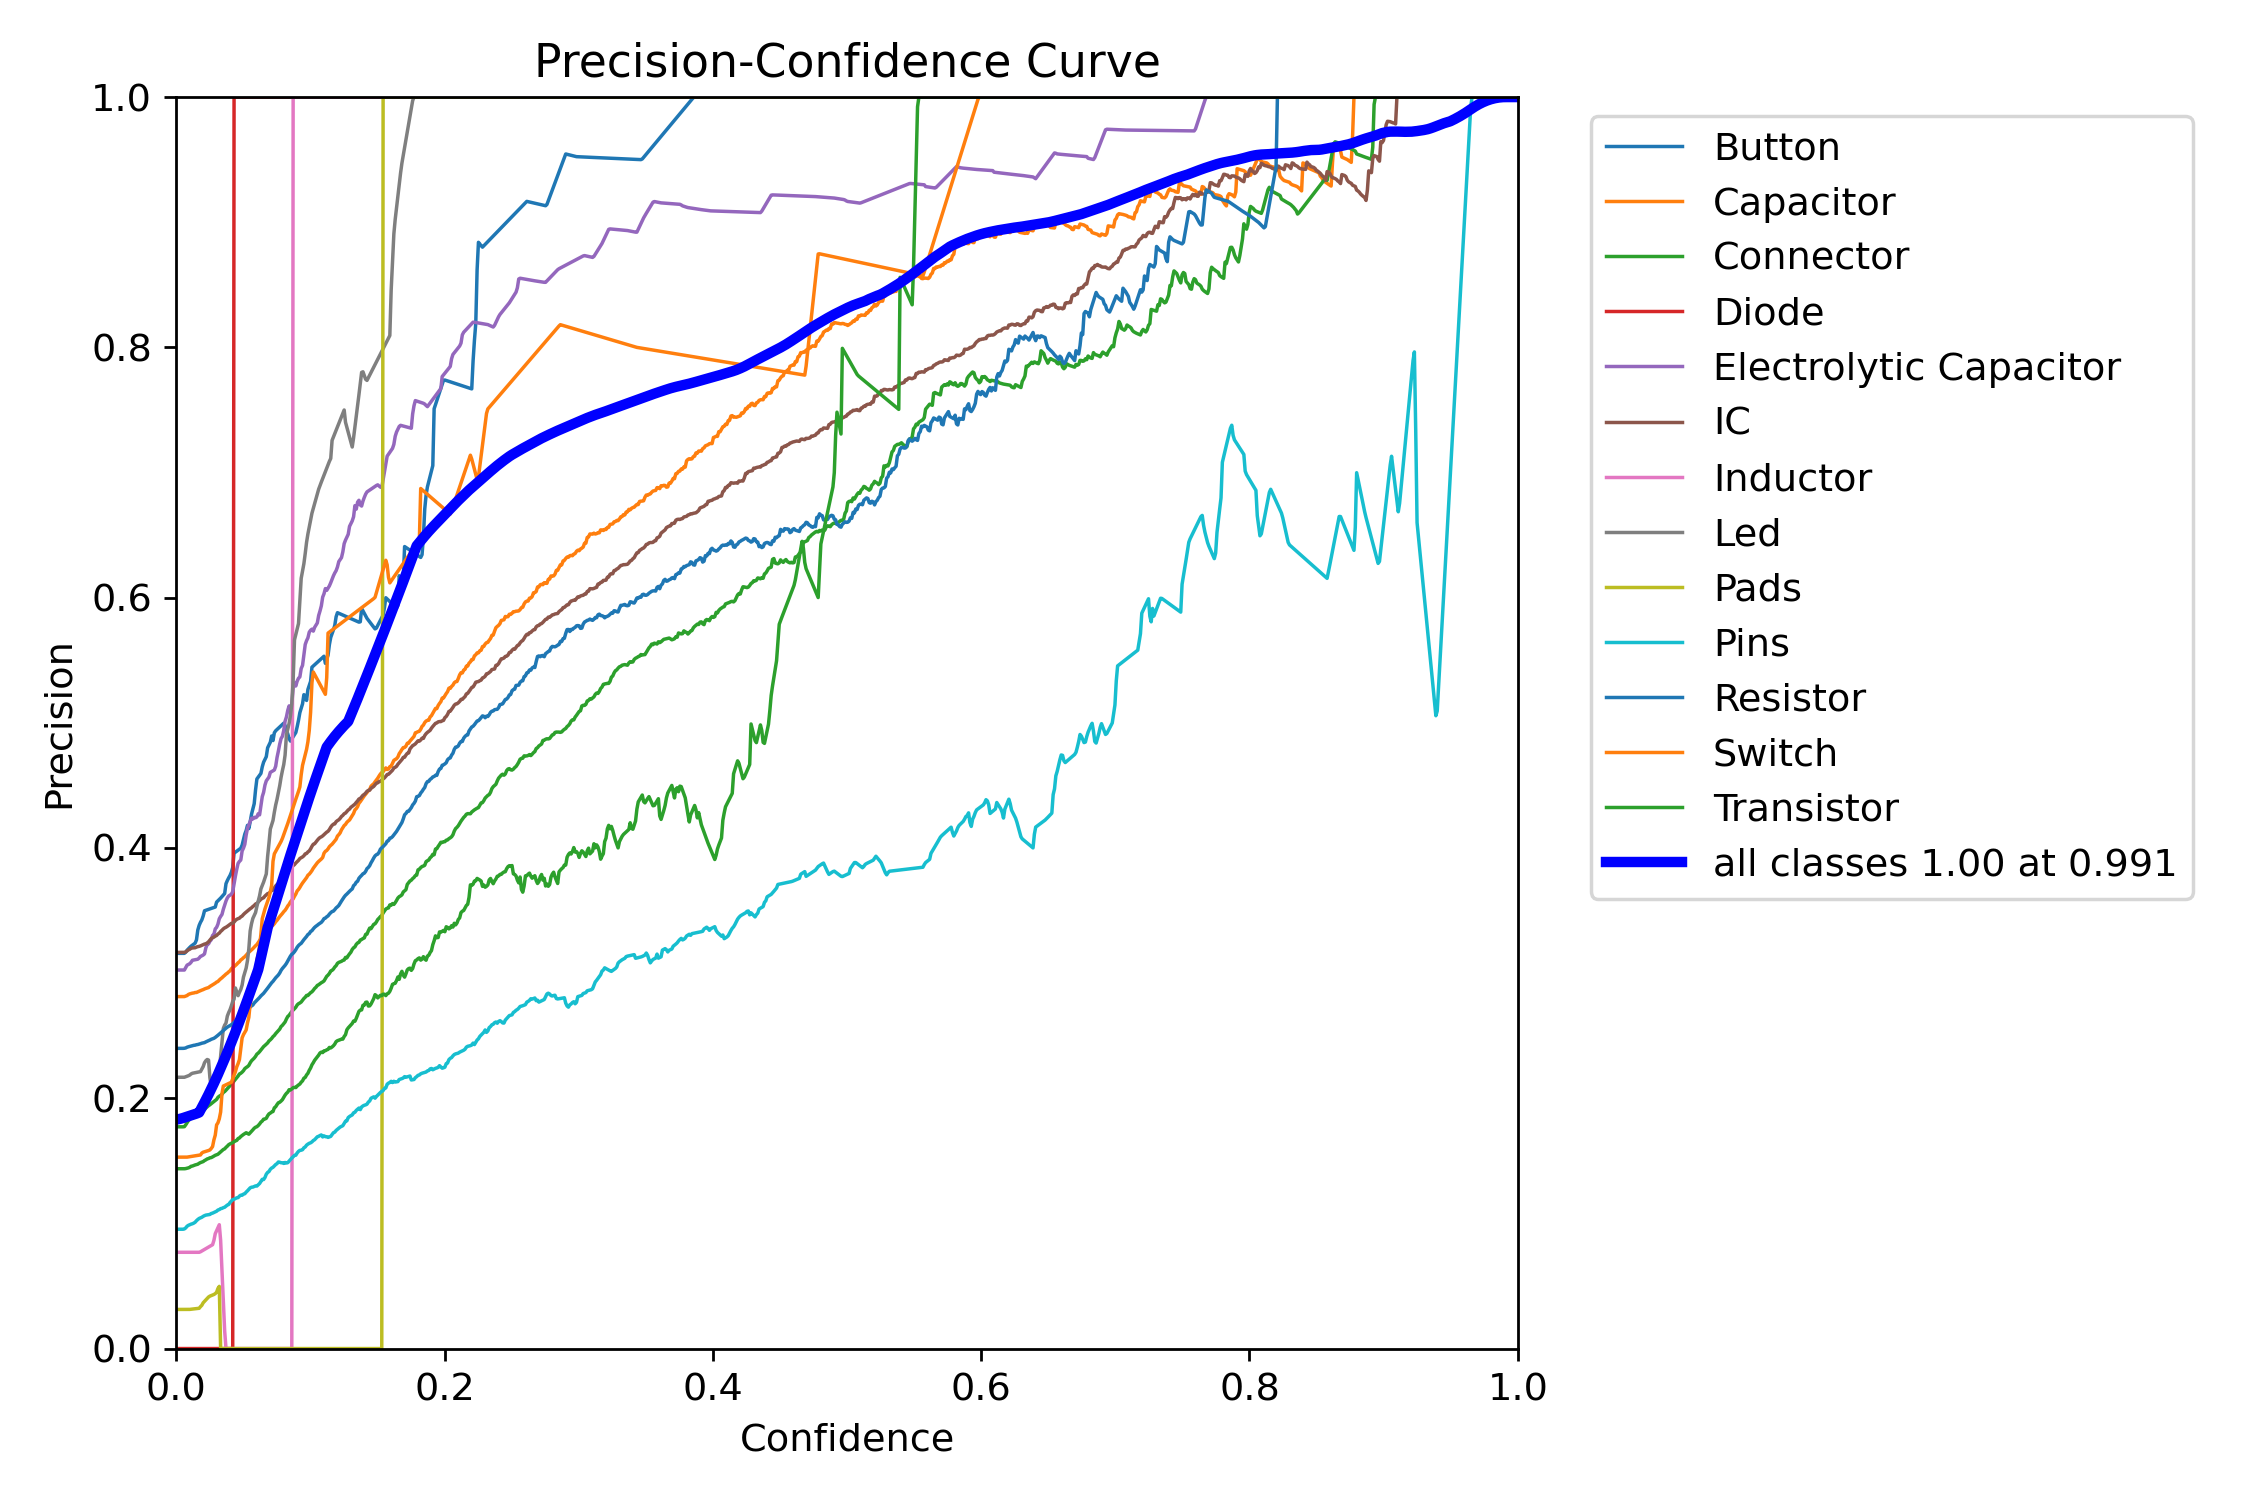 Precision-Confidence Curve
1.0
0.8
0.6
0.4
0.2
0.0
Precision
0.0 0.2 0.4 0.6 0.8 1.0
Confidence
Button
Capacitor
Connector
Diode
Electrolytic Capacitor
IC
Inductor
Led
Pads
Pins
Resistor
Switch
Transistor
all classes 1.00 at 0.991